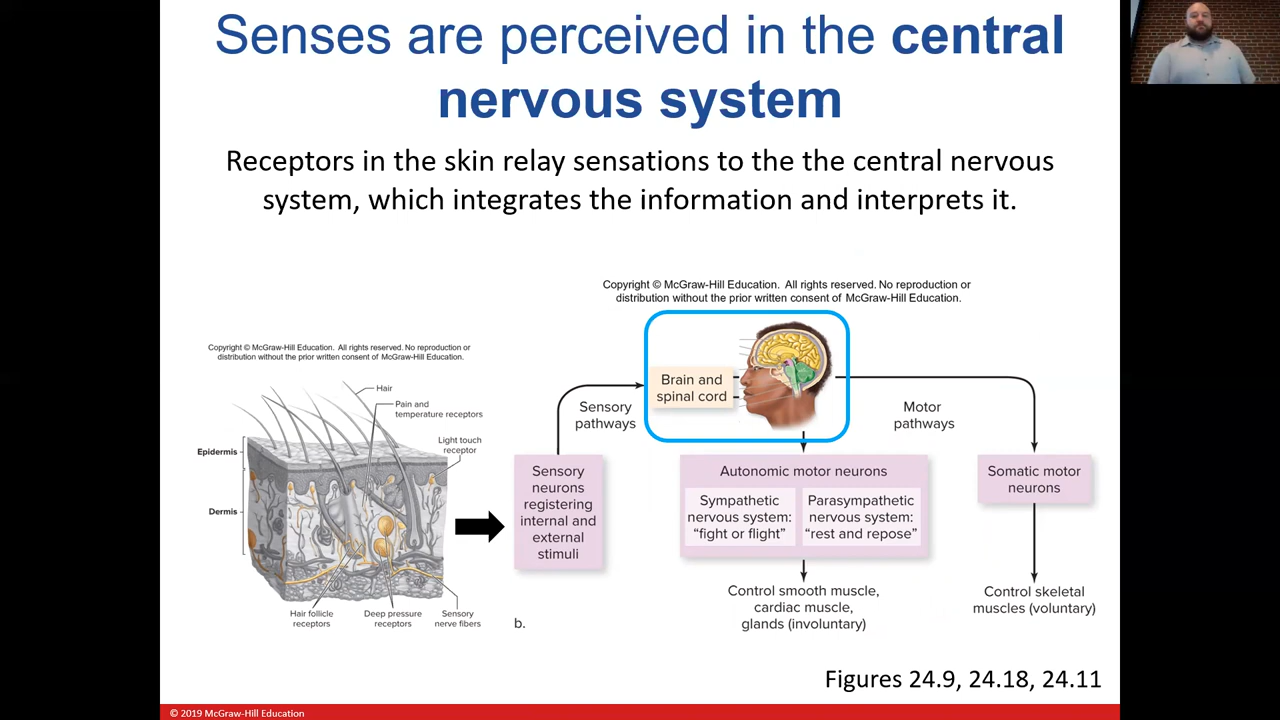 Senses are perceived in the central
nervous system
Receptors in the skin relay sensations to the the central nervous
system, which integrates the information and interprets it.
Copyright © McGraw-Hill Education. All rights reserved. No reproduction or
distribution without the prior written consent of McGraw-Hill Education.
Copyright © McGraw-Hill Education. All rights reserved. No reproduction or
distribution without the prior written consent of McGraw-Hill Education.
Hair
Pain and
temperature receptors
Light touch
receptor
Epidermis
Dermis
Hair follicle
receptors
Deep pressure
receptors
Sensory
nerve fibers
b.
Sensory
neurons
registering
internal and
external
stimuli
Sensory
pathways
Brain and
spinal cord
Motor
pathways
Autonomic motor neurons
Sympathetic
nervous system:
“fight or flight”
Parasympathetic
nervous system:
“rest and repose”
Somatic motor
neurons
Control smooth muscle,
cardiac muscle,
glands (involuntary)
Control skeletal
muscles (voluntary)
Figures 24.9, 24.18, 24.11
© 2019 McGraw-Hill Education